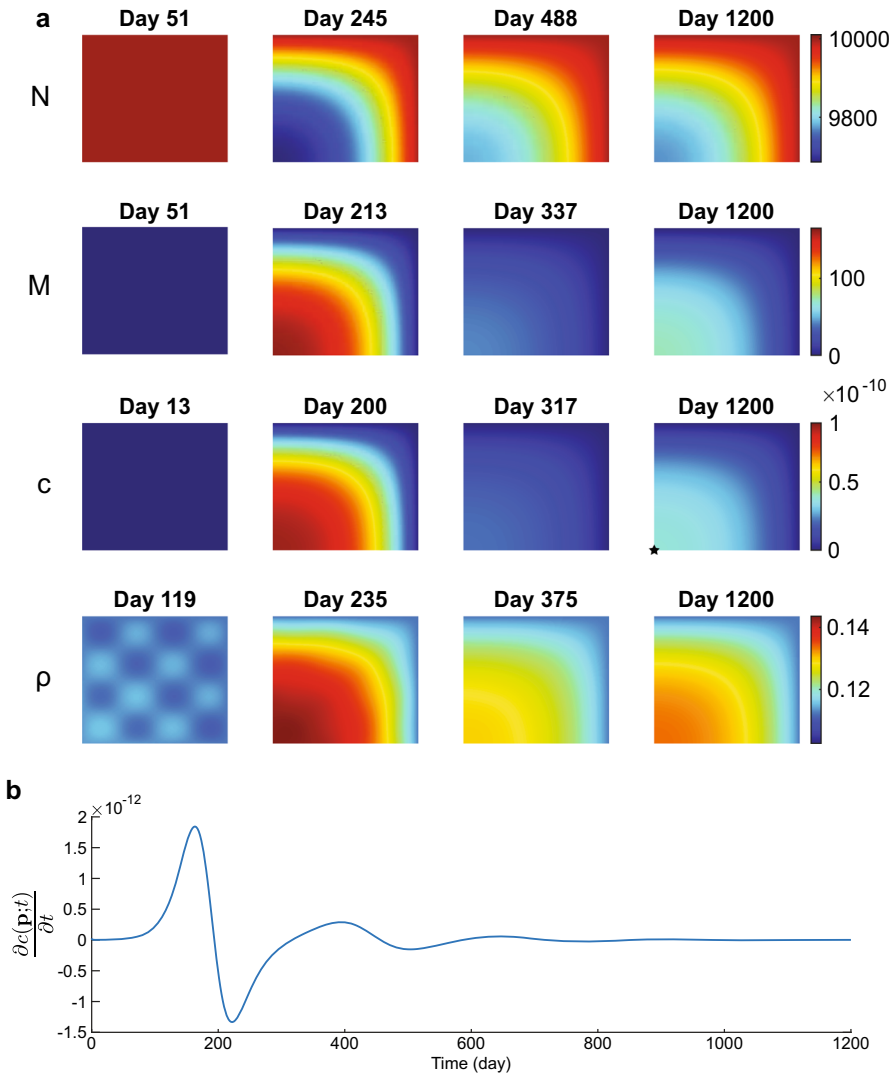 a
Day 51 Day 245 Day 488 Day 1200
N
10000
9800
Day 51 Day 213 Day 337 Day 1200
M
100
0
Day 13 Day 200 Day 317 Day 1200
×10⁻¹⁰
c
1
0.5
0
Day 119 Day 235 Day 375 Day 1200
ρ
0.14
0.12
b
×10⁻¹²
2
1.5
1
0.5
0
-0.5
-1
-1.5
∂c(p;t)
∂t
0 200 400 600 800 1000 1200
Time (day)